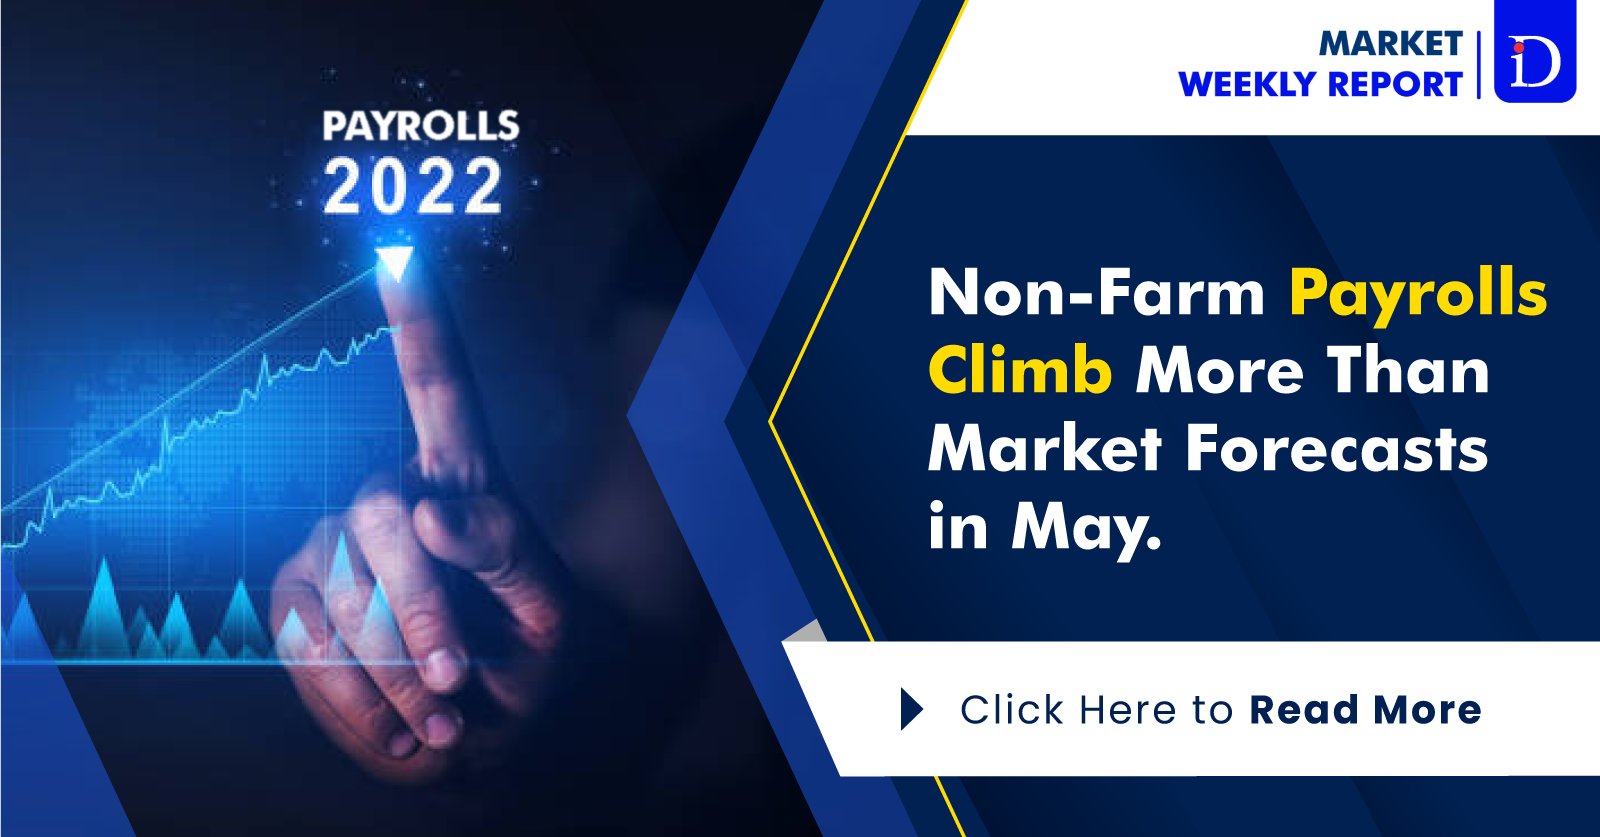 PAYROLLS
2022
MARKET
WEEKLY REPORT
iD
Non-Farm Payrolls
Climb More Than
Market Forecasts
in May.
Click Here to Read More